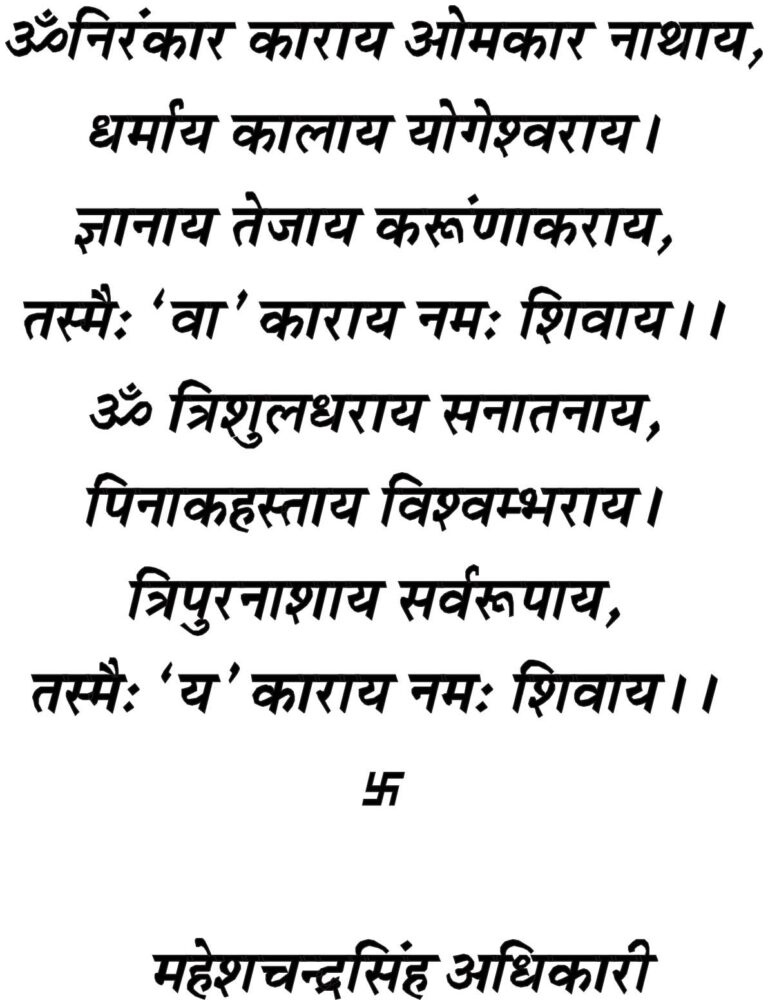 ॐनिरंकार काराय ओमकार नाथाय,
धर्माय कालाय योगेश्वराय।
ज्ञानाय तेजाय करूंणाकराय,
तस्मैः ‘वा’ काराय नमः शिवाय।।
ॐ त्रिशुलधराय सनातनाय,
पिनाकहस्ताय विश्वम्भराय।
त्रिपुरनाशाय सर्वरूपाय,
तस्मैः ‘य’ काराय नमः शिवाय।।
卐
महेशचन्द्रसिंह अधिकारी